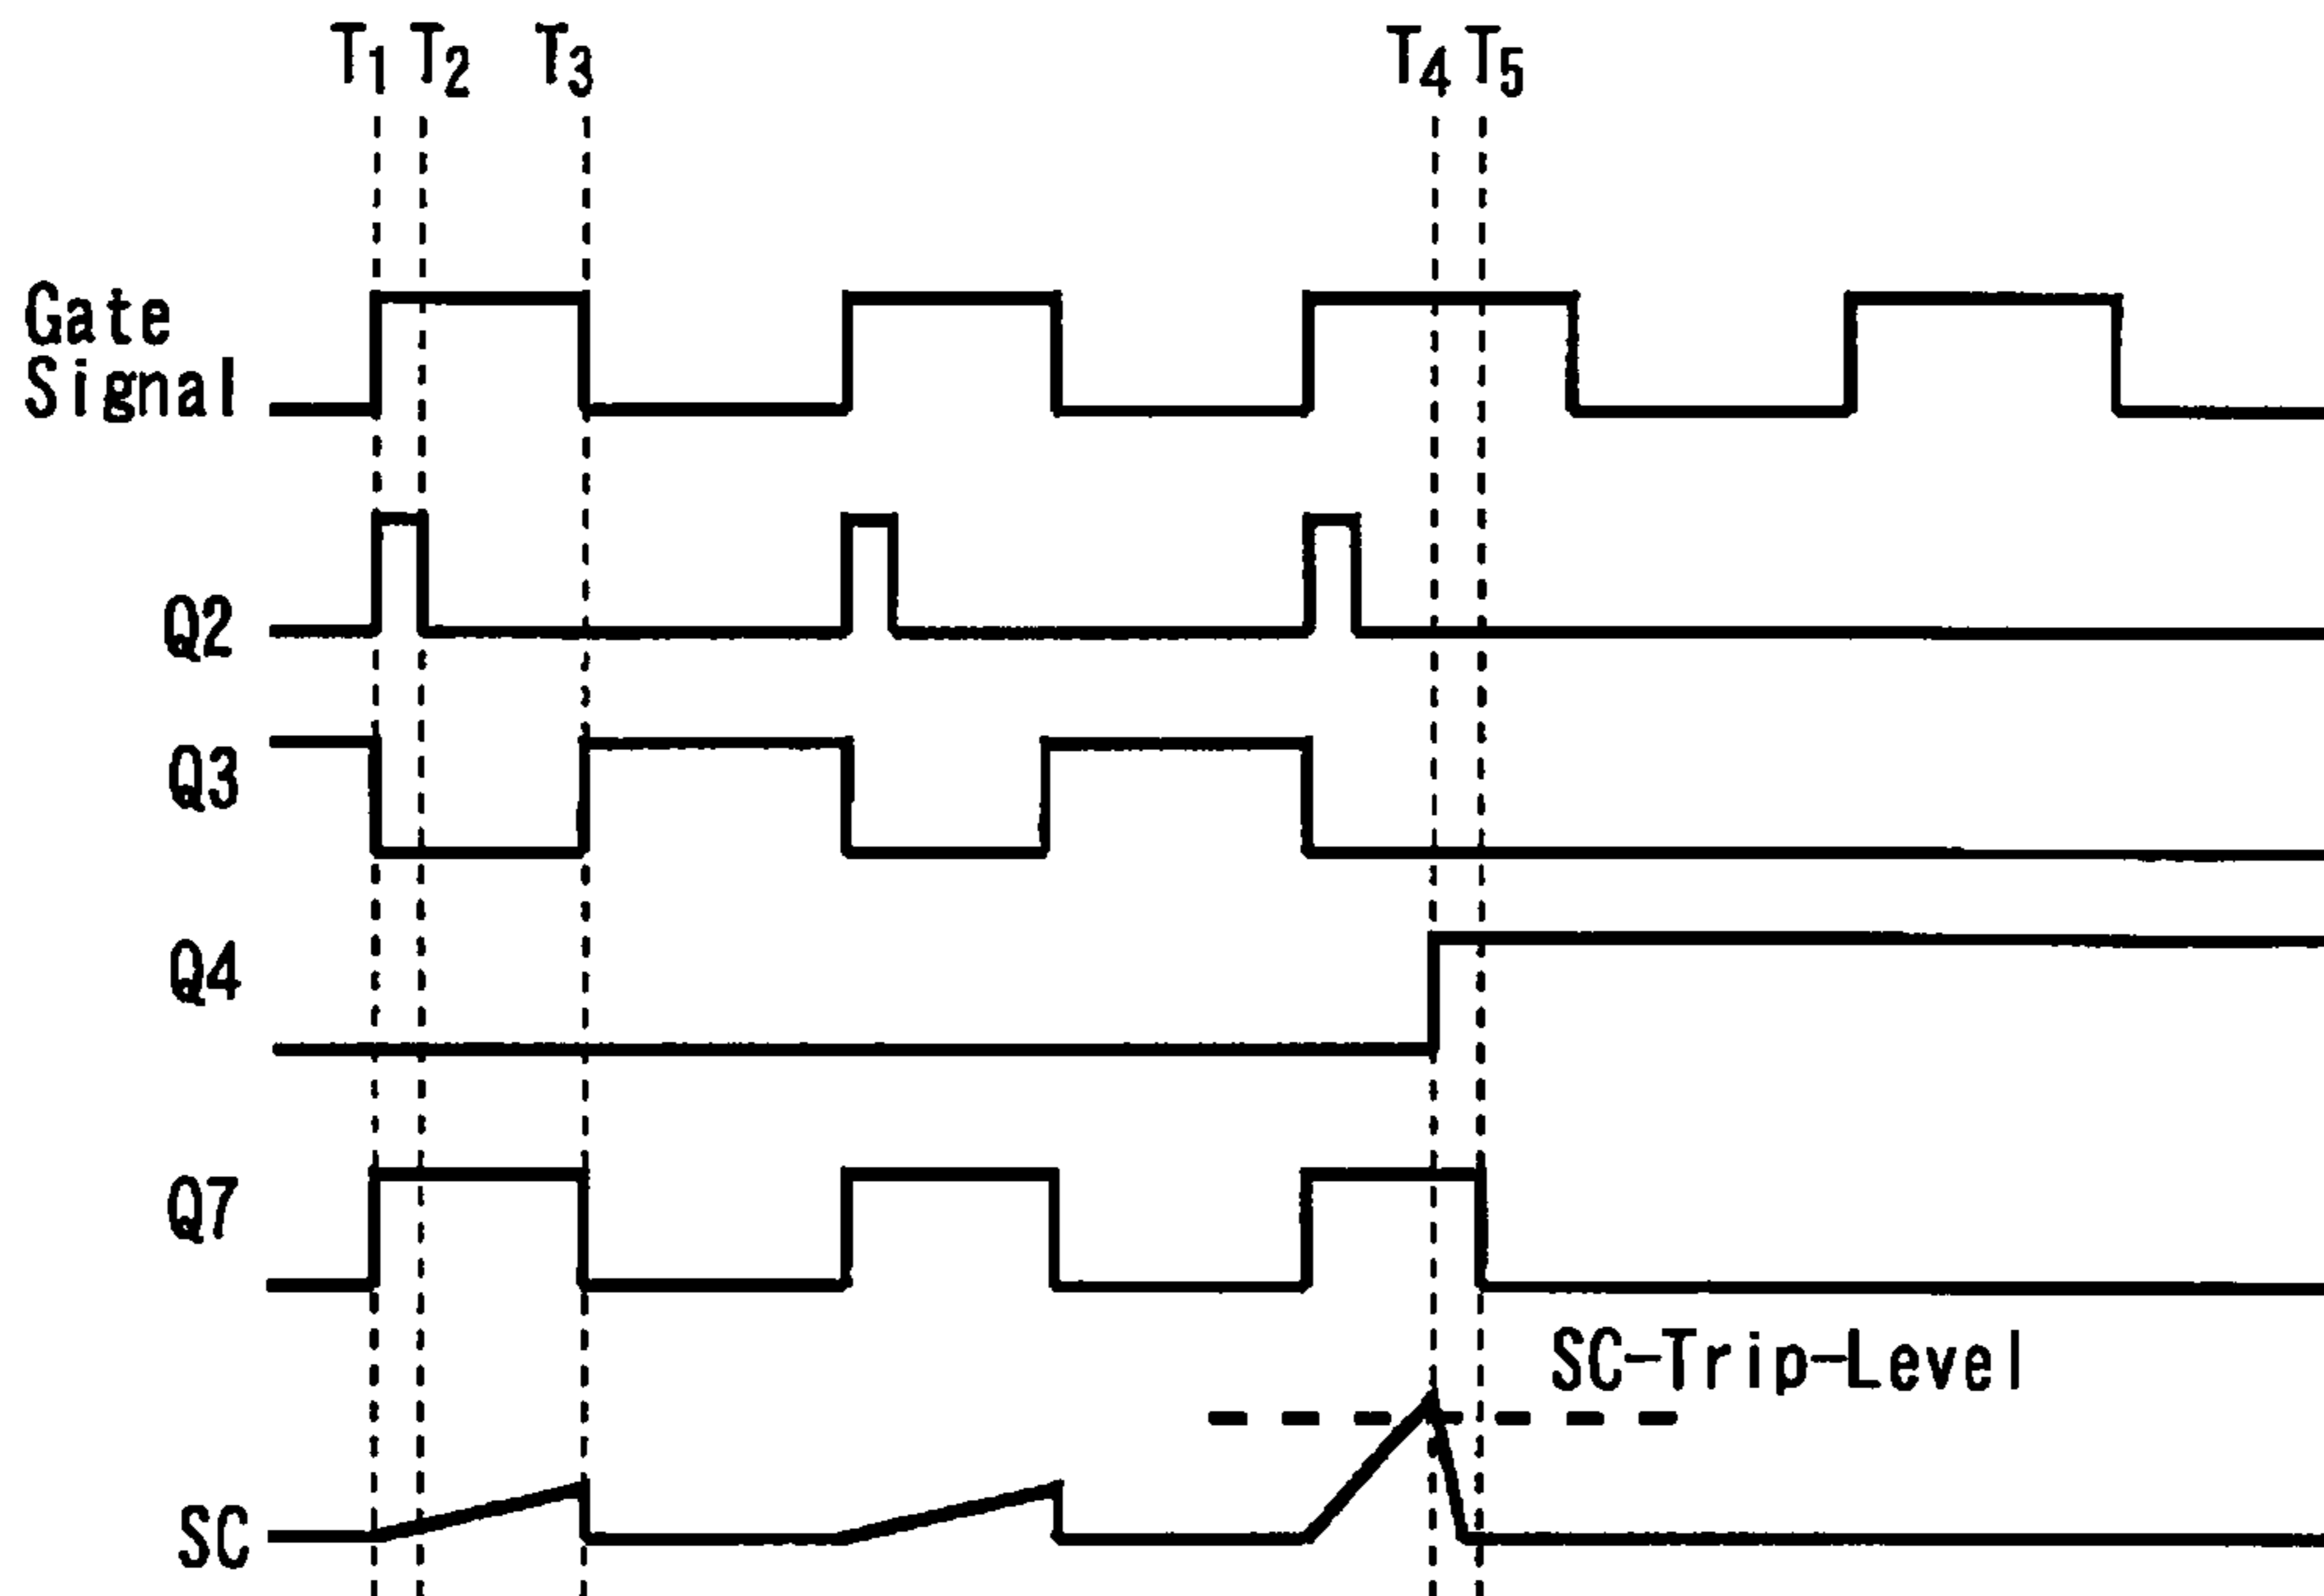 T1 T2 T3 T4 T5
Gate
Signal
Q2
Q3
Q4
Q7
SC-Trip-Level
SC